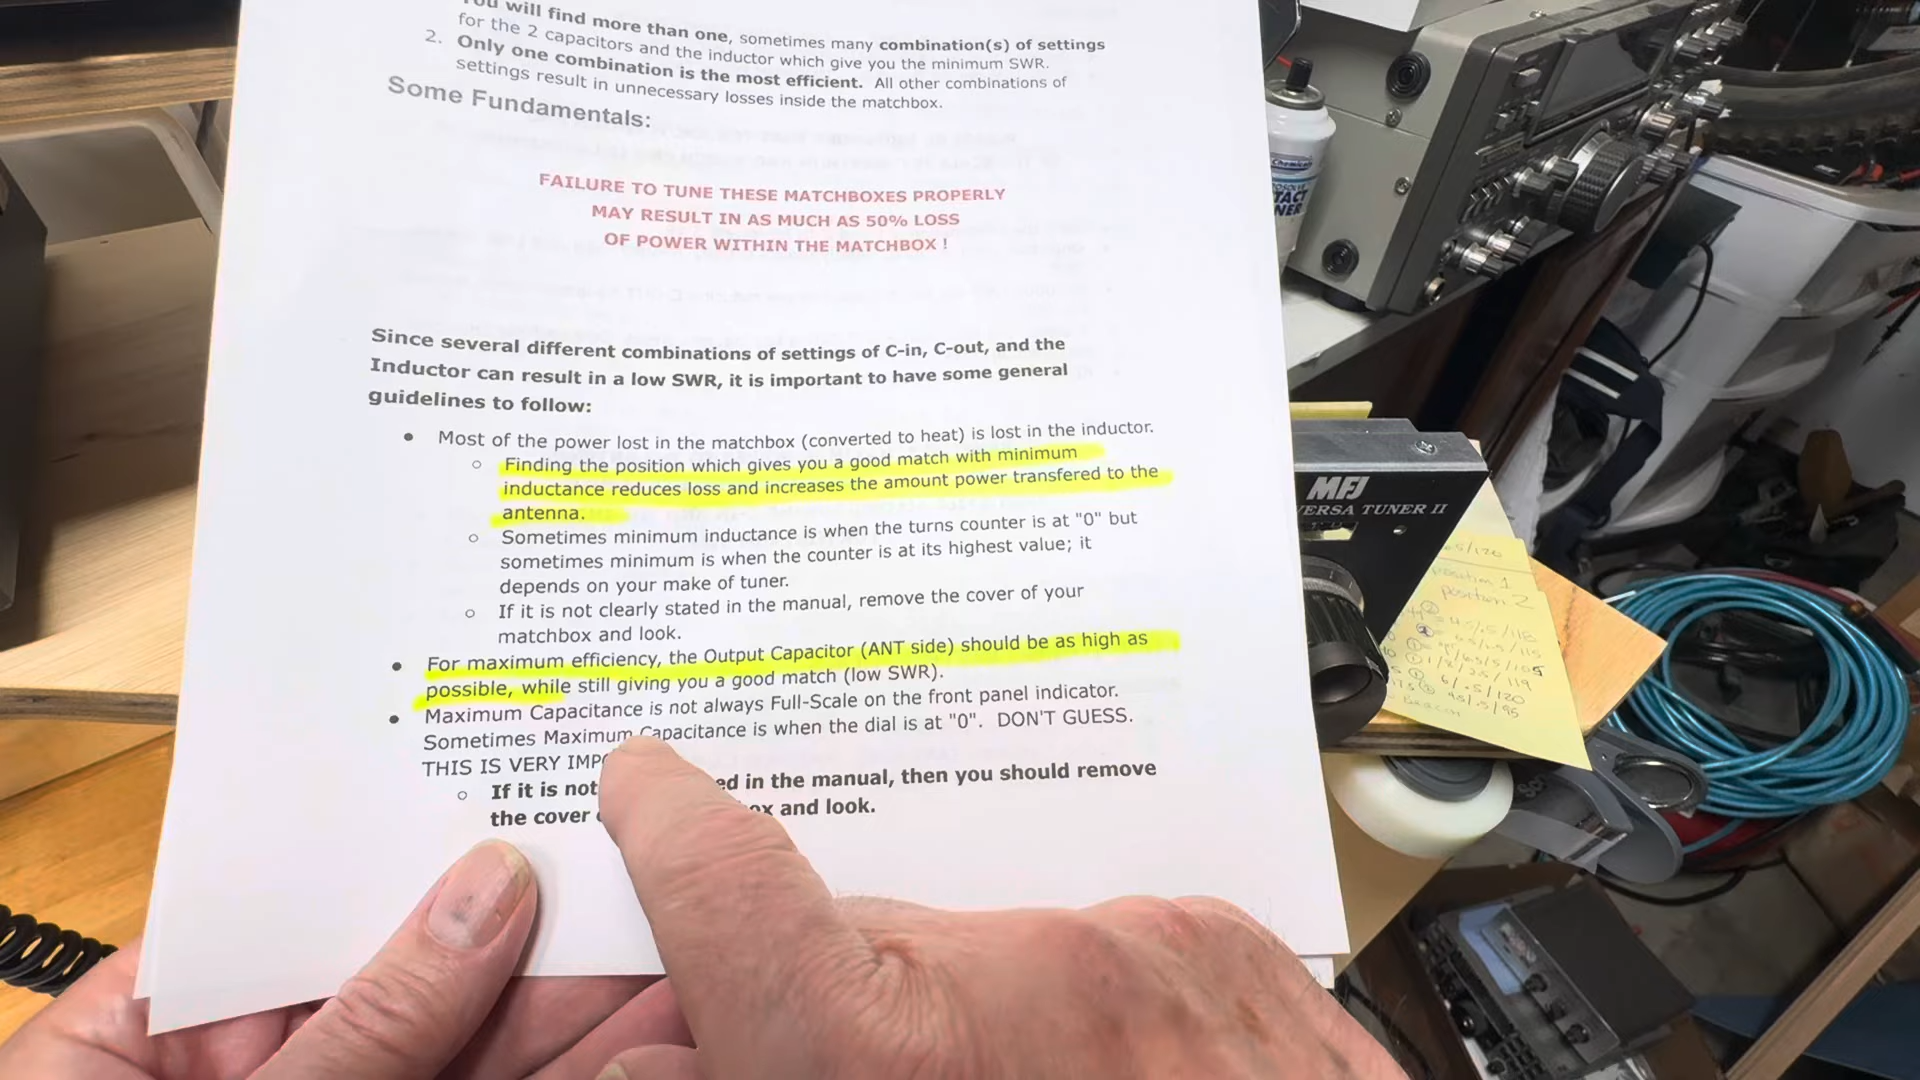 You will find more than one, sometimes many combination(s) of settings
for the 2 capacitors and the inductor which give you the minimum SWR.
2. Only one combination is the most efficient. All other combinations of
settings result in unnecessary losses inside the matchbox.
Some Fundamentals:
FAILURE TO TUNE THESE MATCHBOXES PROPERLY
MAY RESULT IN AS MUCH AS 50% LOSS
OF POWER WITHIN THE MATCHBOX !
Since several different combinations of settings of C-in, C-out, and the
Inductor can result in a low SWR, it is important to have some general
guidelines to follow:
Most of the power lost in the matchbox (converted to heat) is lost in the inductor.
Finding the position which gives you a good match with minimum
inductance reduces loss and increases the amount power transfered to the
antenna.
Sometimes minimum inductance is when the turns counter is at "0" but
sometimes minimum is when the counter is at its highest value; it
depends on your make of tuner.
If it is not clearly stated in the manual, remove the cover of your
matchbox and look.
For maximum efficiency, the Output Capacitor (ANT side) should be as high as
possible, while still giving you a good match (low SWR).
Maximum Capacitance is not always Full-Scale on the front panel indicator.
Sometimes Maximum Capacitance is when the dial is at "0". DON'T GUESS.
THIS IS VERY IMP
If it is not ed in the manual, then you should remove
the cover and look.
MFJ
VERSA TUNER II
position 1
position 2